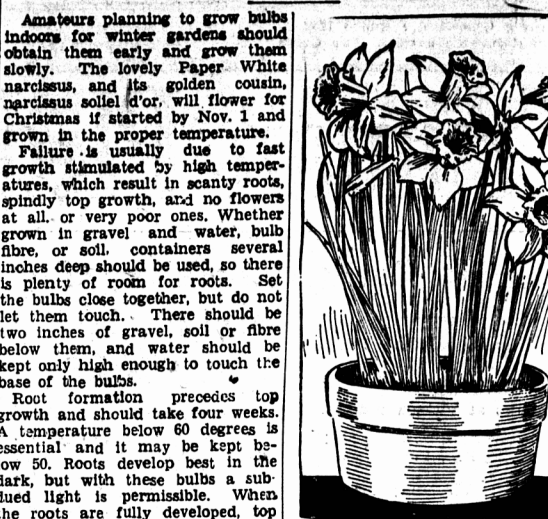 Amateurs planning to grow bulbs
indoors for winter gardens should
obtain them early and grow them
slowly. The lovely Paper White
narcissus, and its golden cousin,
narcissus soliel d'or, will flower for
Christmas if started by Nov. 1 and
grown in the proper temperature.
Failure is usually due to fast
growth stimulated by high temper-
atures, which result in scanty roots,
spindly top growth, and no flowers
at all, or very poor ones. Whether
grown in gravel and water, bulb
fibre, or soil, containers several
inches deep should be used, so there
is plenty of room for roots. Set
the bulbs close together, but do not
let them touch. There should be
two inches of gravel, soil or fibre
below them, and water should be
kept only high enough to touch the
base of the bulbs.
Root formation precedes top
growth and should take four weeks.
A temperature below 60 degrees is
essential and it may be kept be-
low 50. Roots develop best in the
dark, but with these bulbs a sub-
dued light is permissible. When
the roots are fully developed, top